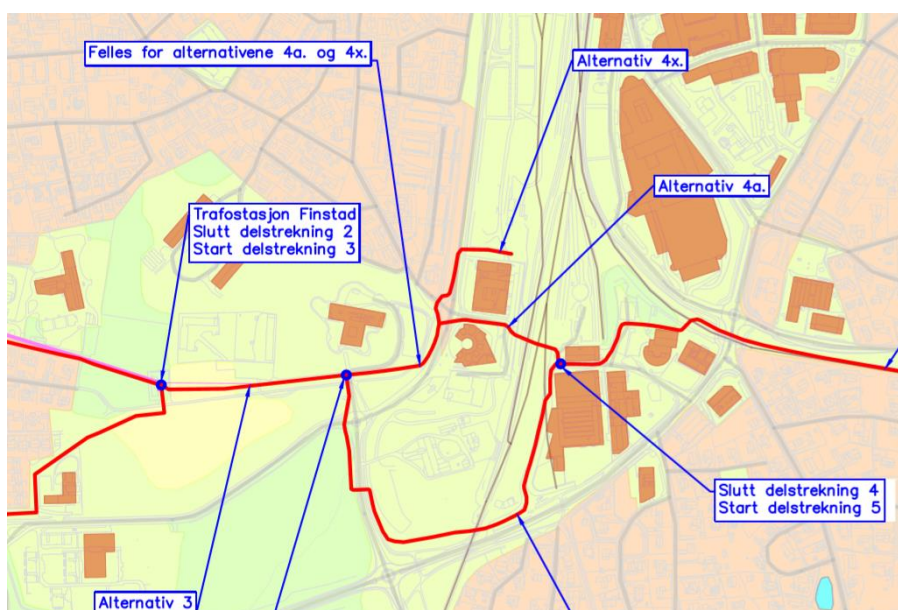 Felles for alternativene 4a. og 4x.
Alternativ 4x.
Alternativ 4a.
Trafostasjon Finstad
Slutt delstrekning 2
Start delstrekning 3
Slutt delstrekning 4
Start delstrekning 5
Alternativ 3